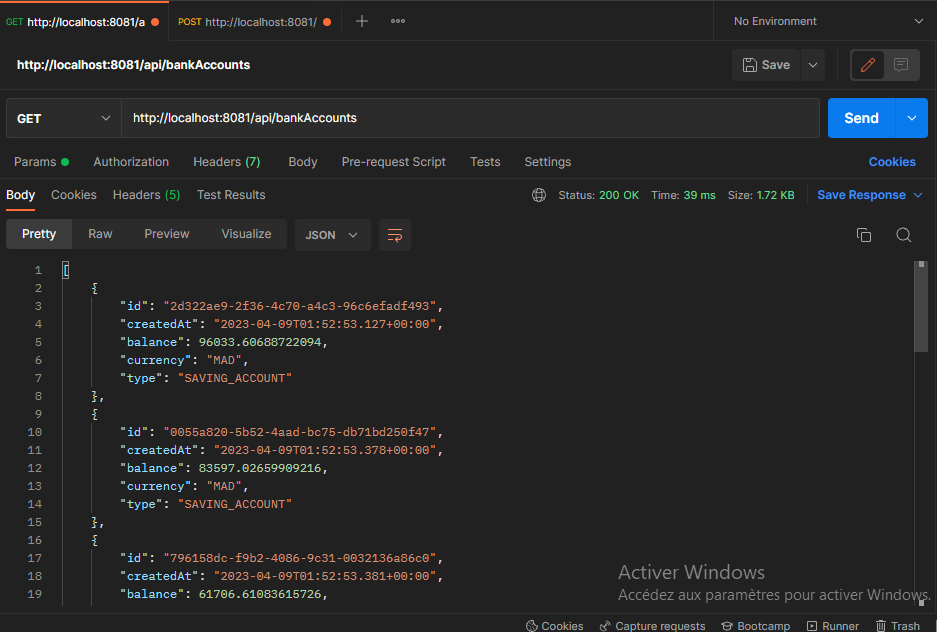 GET http://localhost:8081/a POST http://localhost:8081/ No Environment
http://localhost:8081/api/bankAccounts Save
GET http://localhost:8081/api/bankAccounts Send
Params Authorization Headers (7) Body Pre-request Script Tests Settings Cookies
Body Cookies Headers (5) Test Results Status: 200 OK Time: 39 ms Size: 1.72 KB Save Response
Pretty Raw Preview Visualize JSON
1 [
2 {
3 "id": "2d322ae9-2f36-4c70-a4c3-96c6efadf493",
4 "createdAt": "2023-04-09T01:52:53.127+00:00",
5 "balance": 96033.60688722094,
6 "currency": "MAD",
7 "type": "SAVING_ACCOUNT"
8 },
9 {
10 "id": "0055a820-5b52-4aad-bc75-db71bd250f47",
11 "createdAt": "2023-04-09T01:52:53.378+00:00",
12 "balance": 83597.02659909216,
13 "currency": "MAD",
14 "type": "SAVING_ACCOUNT"
15 },
16 {
17 "id": "796158dc-f9b2-4086-9c31-0032136a86c0",
18 "createdAt": "2023-04-09T01:52:53.381+00:00",
19 "balance": 61706.61083615726,
Activer Windows
Accédez aux paramètres pour activer Windows.
Cookies Capture requests Bootcamp Runner Trash